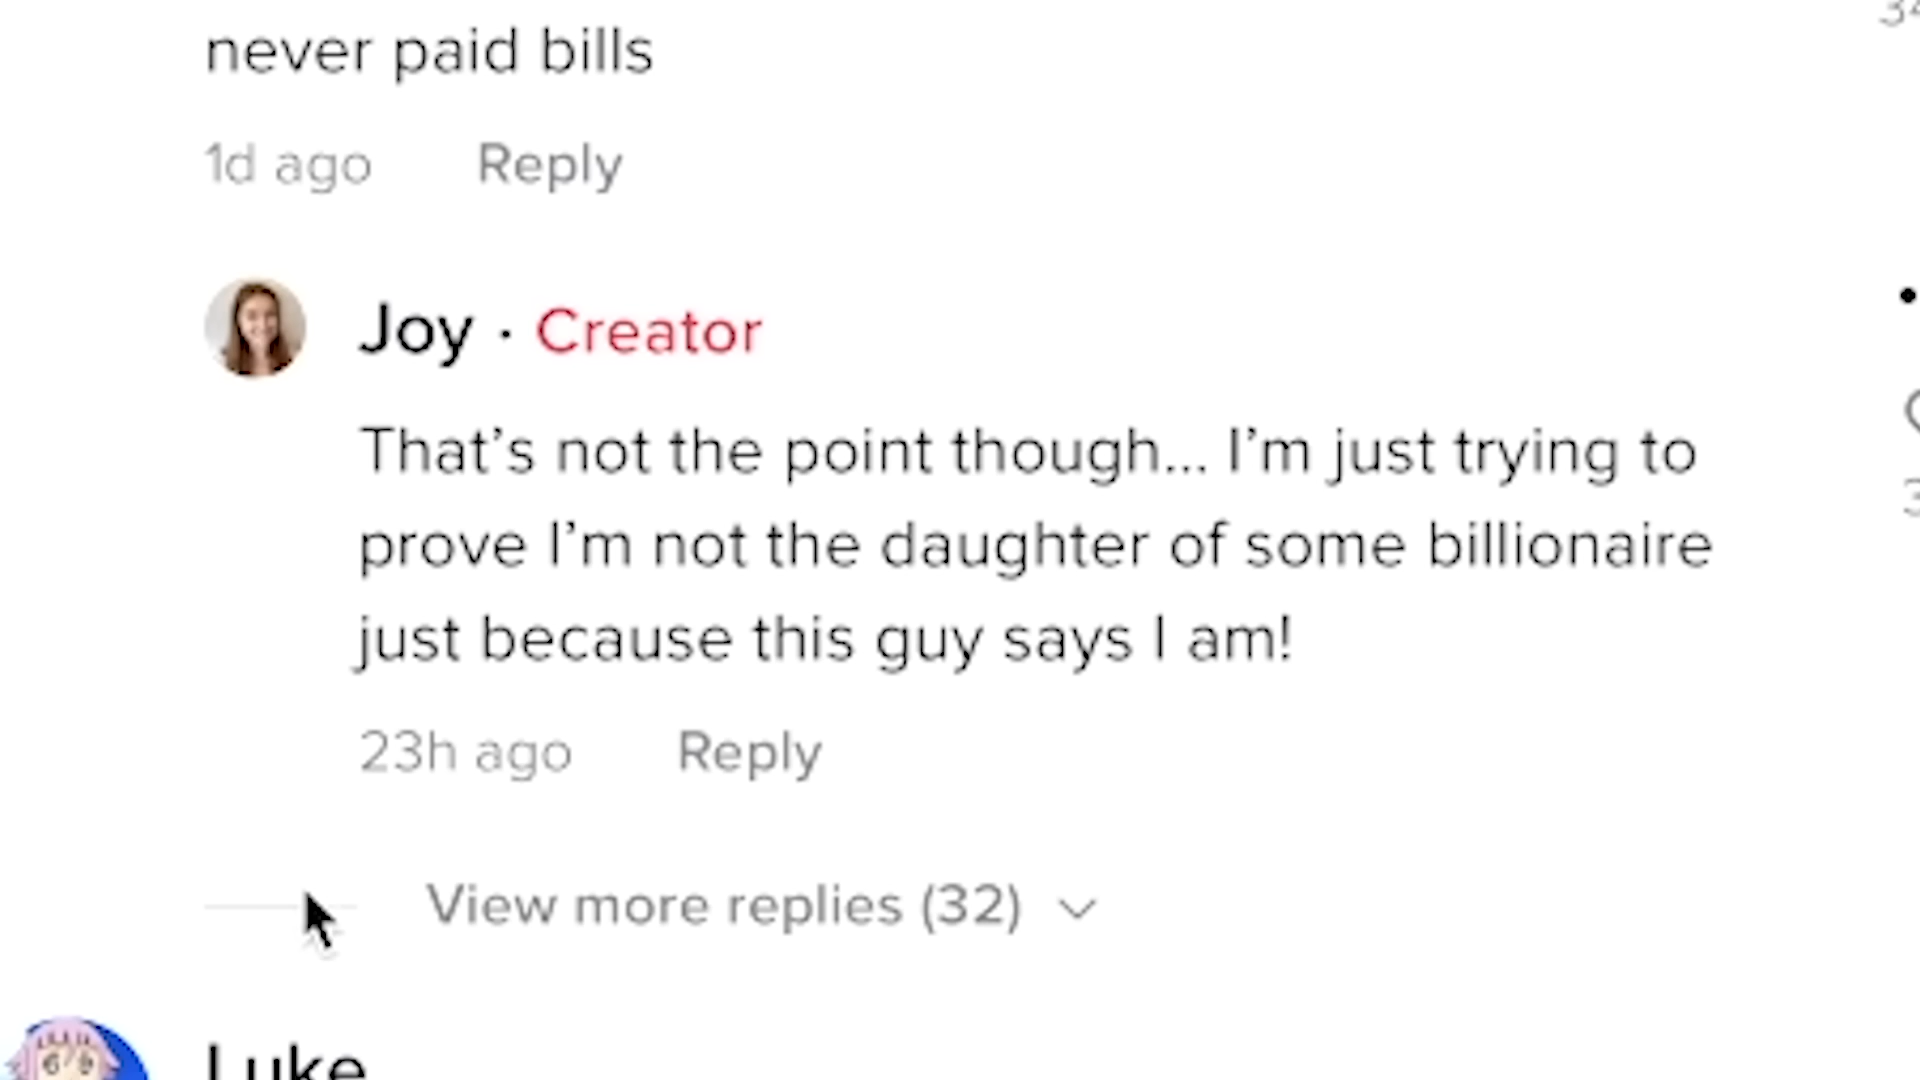 never paid bills
1d ago Reply
Joy · Creator
That's not the point though... I'm just trying to
prove I'm not the daughter of some billionaire
just because this guy says I am!
23h ago Reply
View more replies (32)
Luke